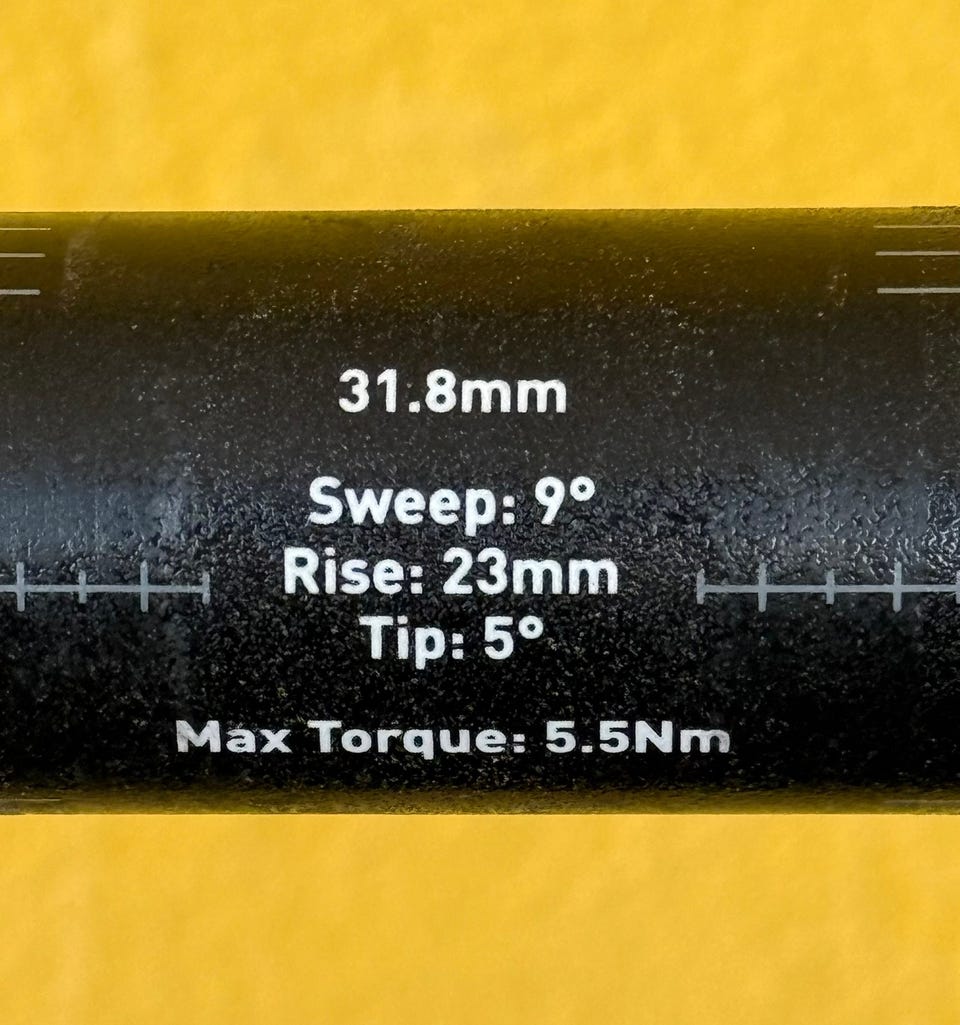 31.8mm
Sweep: 9°
Rise: 23mm
Tip: 5°
Max Torque: 5.5Nm